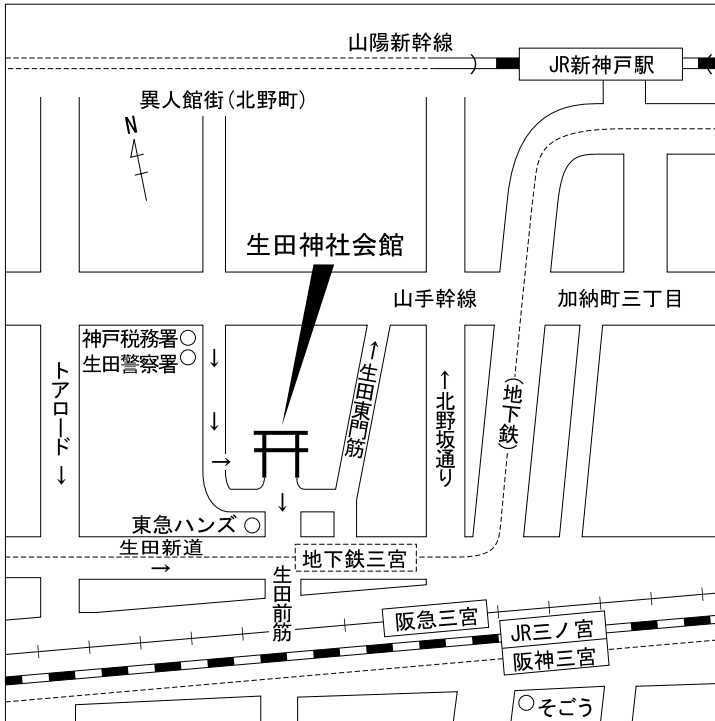 山陽新幹線
JR新神戸駅
異人館街(北野町)
N
生田神社会館
山手幹線
加納町三丁目
神戸税務署
生田警察署
トアロード→
→生田東門筋
→北野坂通り
(地下鉄)
東急ハンズ
生田新道
→
地下鉄三宮
生田前筋
阪急三宮
JR三ノ宮
阪神三宮
そごう